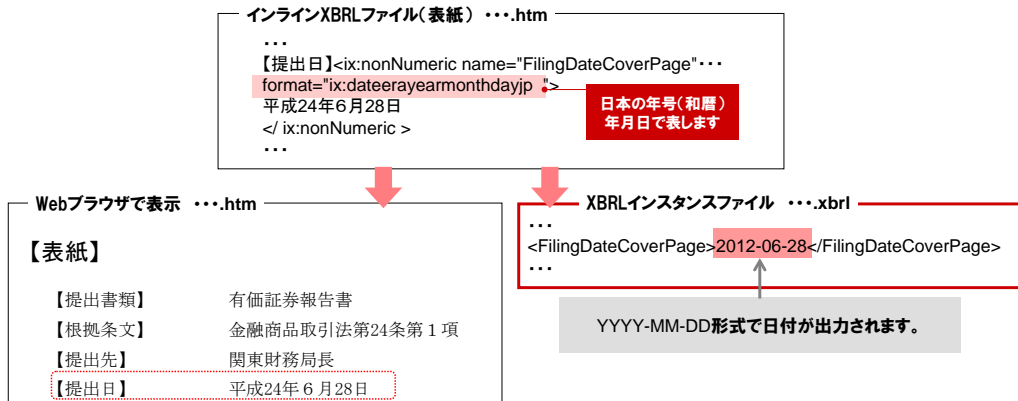 インラインXBRLファイル(表紙) ・・・.htm
・・・
【提出日】<ix:nonNumeric name="FilingDateCoverPage"・・・
format="ix:dateerayearmonthdayjp ">
平成24年6月28日
</ ix:nonNumeric >
・・・
日本の年号(和暦)
年月日で表します
Webブラウザで表示 ・・・.htm
【表紙】
【提出書類】 有価証券報告書
【根拠条文】 金融商品取引法第24条第１項
【提出先】 関東財務局長
【提出日】 平成24年６月28日
XBRLインスタンスファイル ・・・.xbrl
・・・
<FilingDateCoverPage>2012-06-28</FilingDateCoverPage>
・・・
YYYY-MM-DD形式で日付が出力されます。